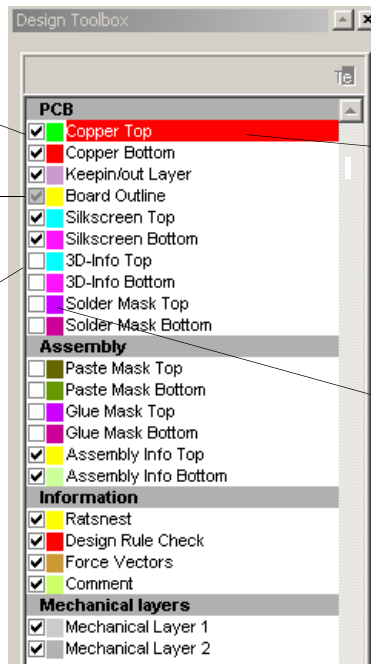 Design Toolbox
Te
PCB
Copper Top
Copper Bottom
Keepin/out Layer
Board Outline
Silkscreen Top
Silkscreen Bottom
3D-Info Top
3D-Info Bottom
Solder Mask Top
Solder Mask Bottom
Assembly
Paste Mask Top
Paste Mask Bottom
Glue Mask Top
Glue Mask Bottom
Assembly Info Top
Assembly Info Bottom
Information
Ratsnest
Design Rule Check
Force Vectors
Comment
Mechanical layers
Mechanical Layer 1
Mechanical Layer 2